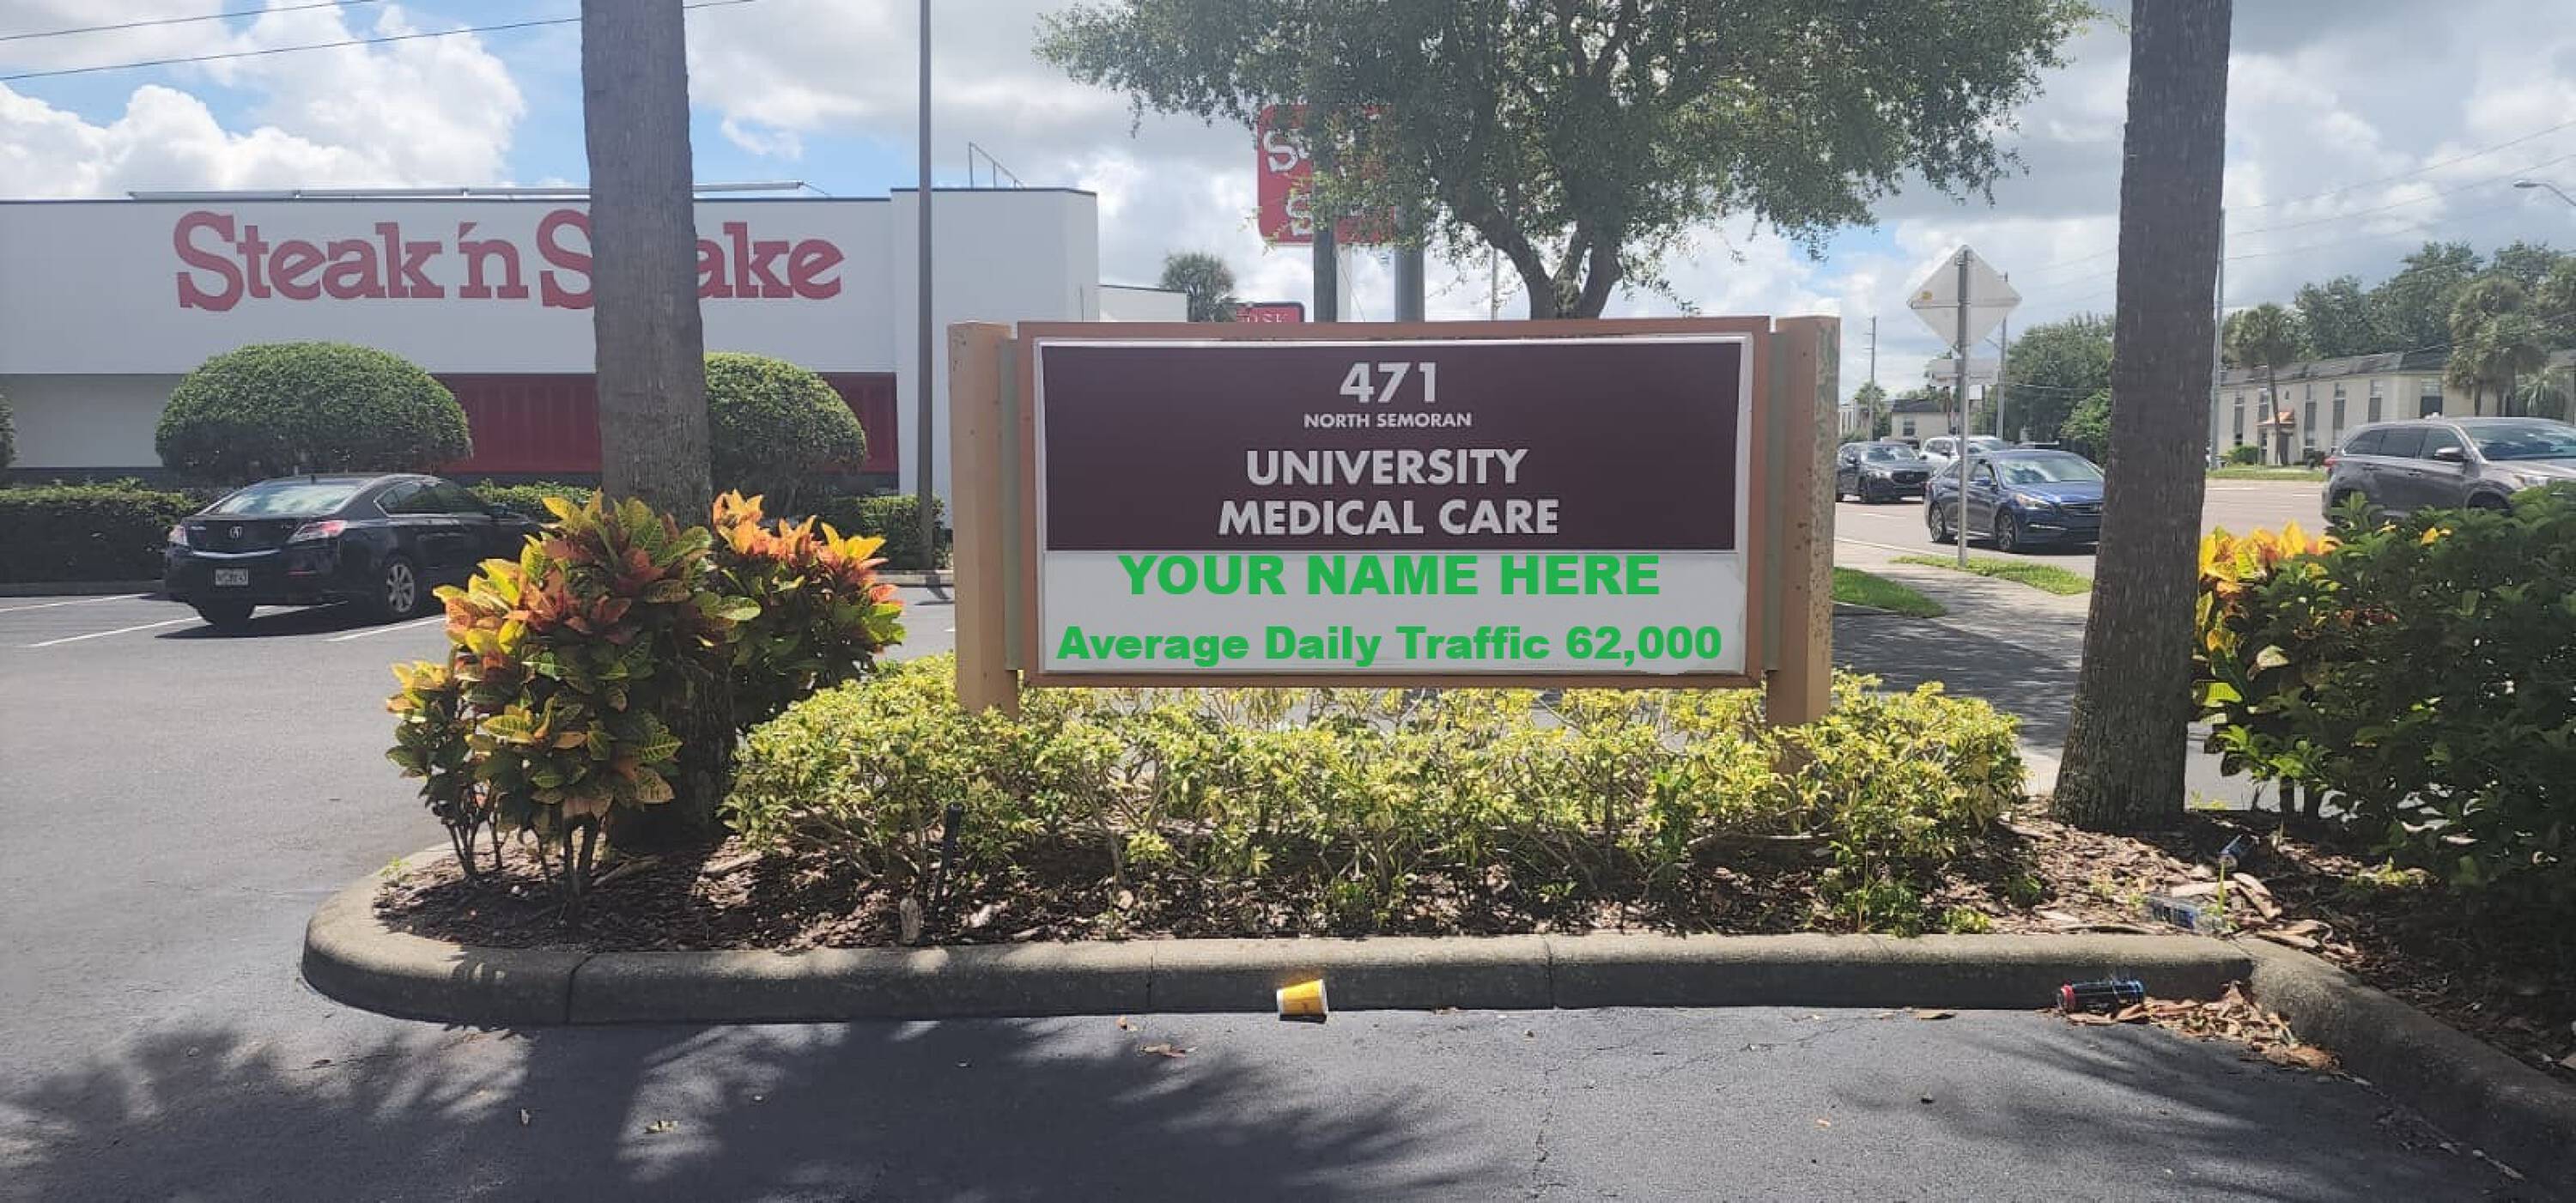 Steak 'n Shake
471
NORTH SEMORAN
UNIVERSITY
MEDICAL CARE
YOUR NAME HERE
Average Daily Traffic 62,000